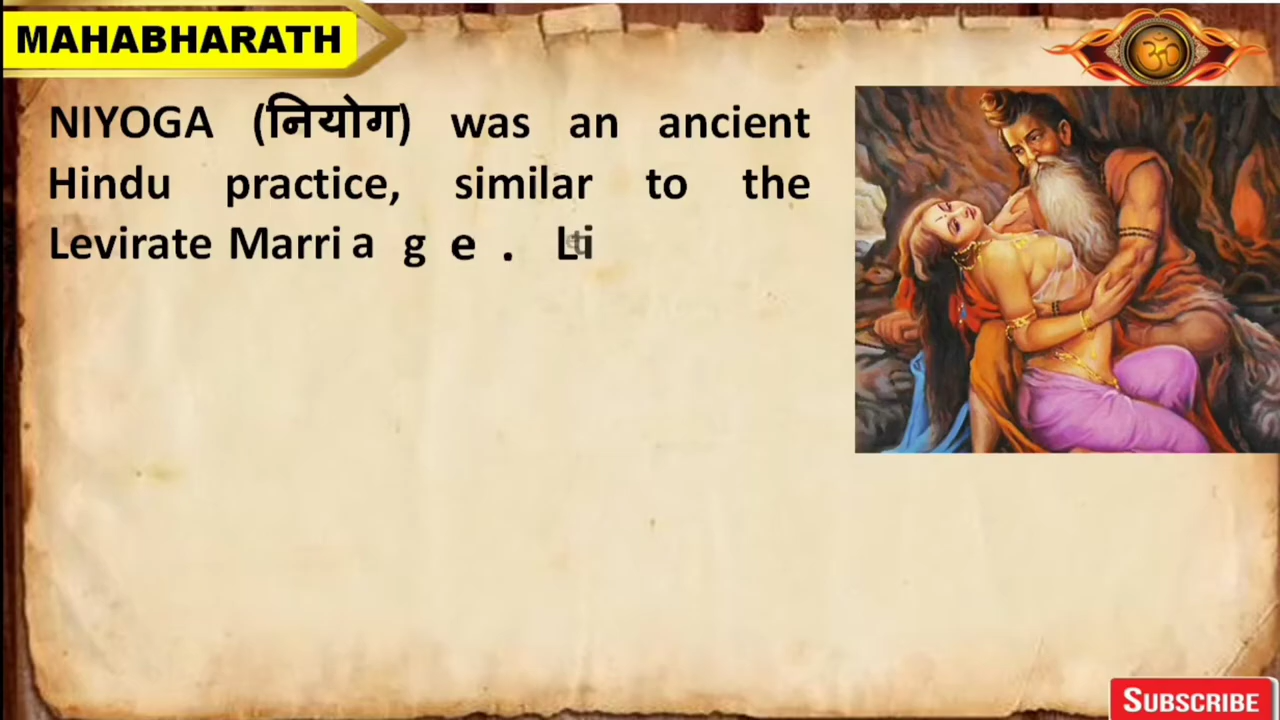 MAHABHARATH
NIYOGA (नियोग) was an ancient
Hindu practice, similar to the
Levirate Marriage.
ॐ
SUBSCRIBE